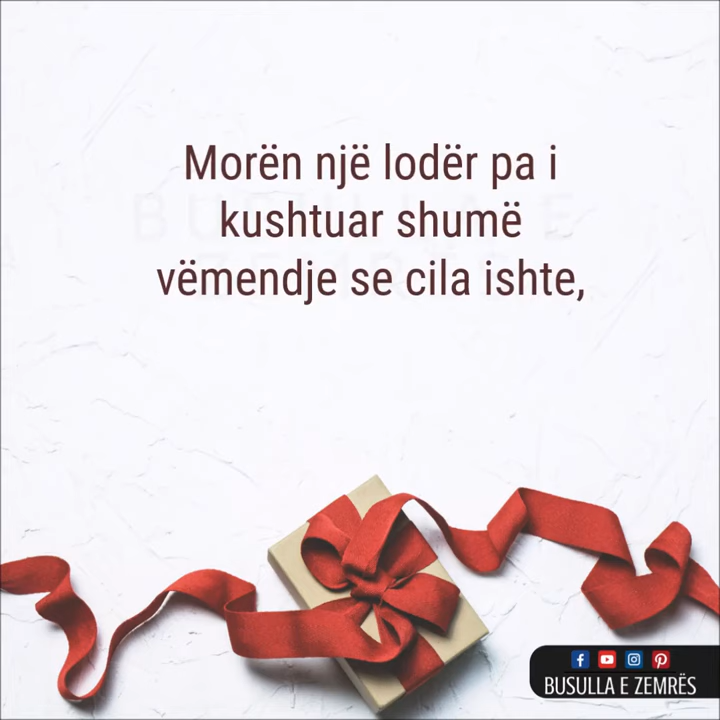 Morën një lodër pa i
kushtuar shumë
vëmendje se cila ishte,
BUSULLA E ZEMRËS